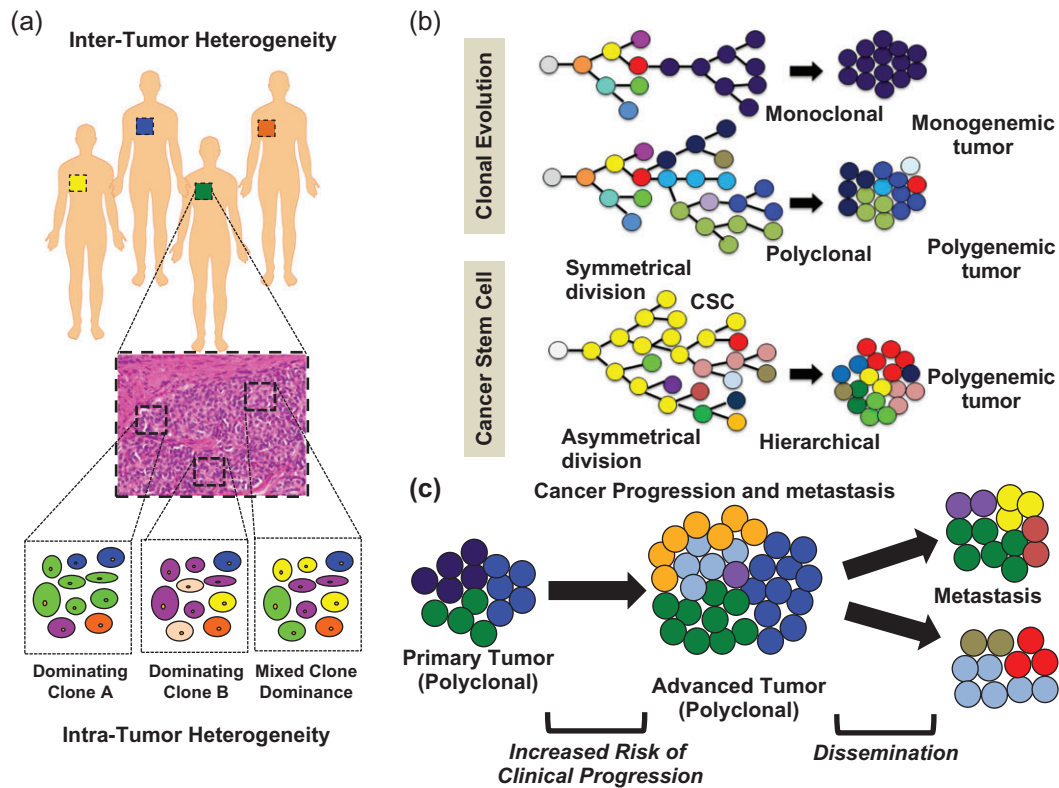 (a)
Inter-Tumor Heterogeneity
Dominating
Clone A
Dominating
Clone B
Mixed Clone
Dominance
Intra-Tumor Heterogeneity
(b)
Clonal Evolution
Monoclonal
Monogenemic
tumor
Polyclonal
Polygenemic
tumor
Cancer Stem Cell
Symmetrical
division
CSC
Asymmetrical
division
Hierarchical
Polygenemic
tumor
(c)
Cancer Progression and metastasis
Primary Tumor
(Polyclonal)
Advanced Tumor
(Polyclonal)
Metastasis
Increased Risk of
Clinical Progression
Dissemination